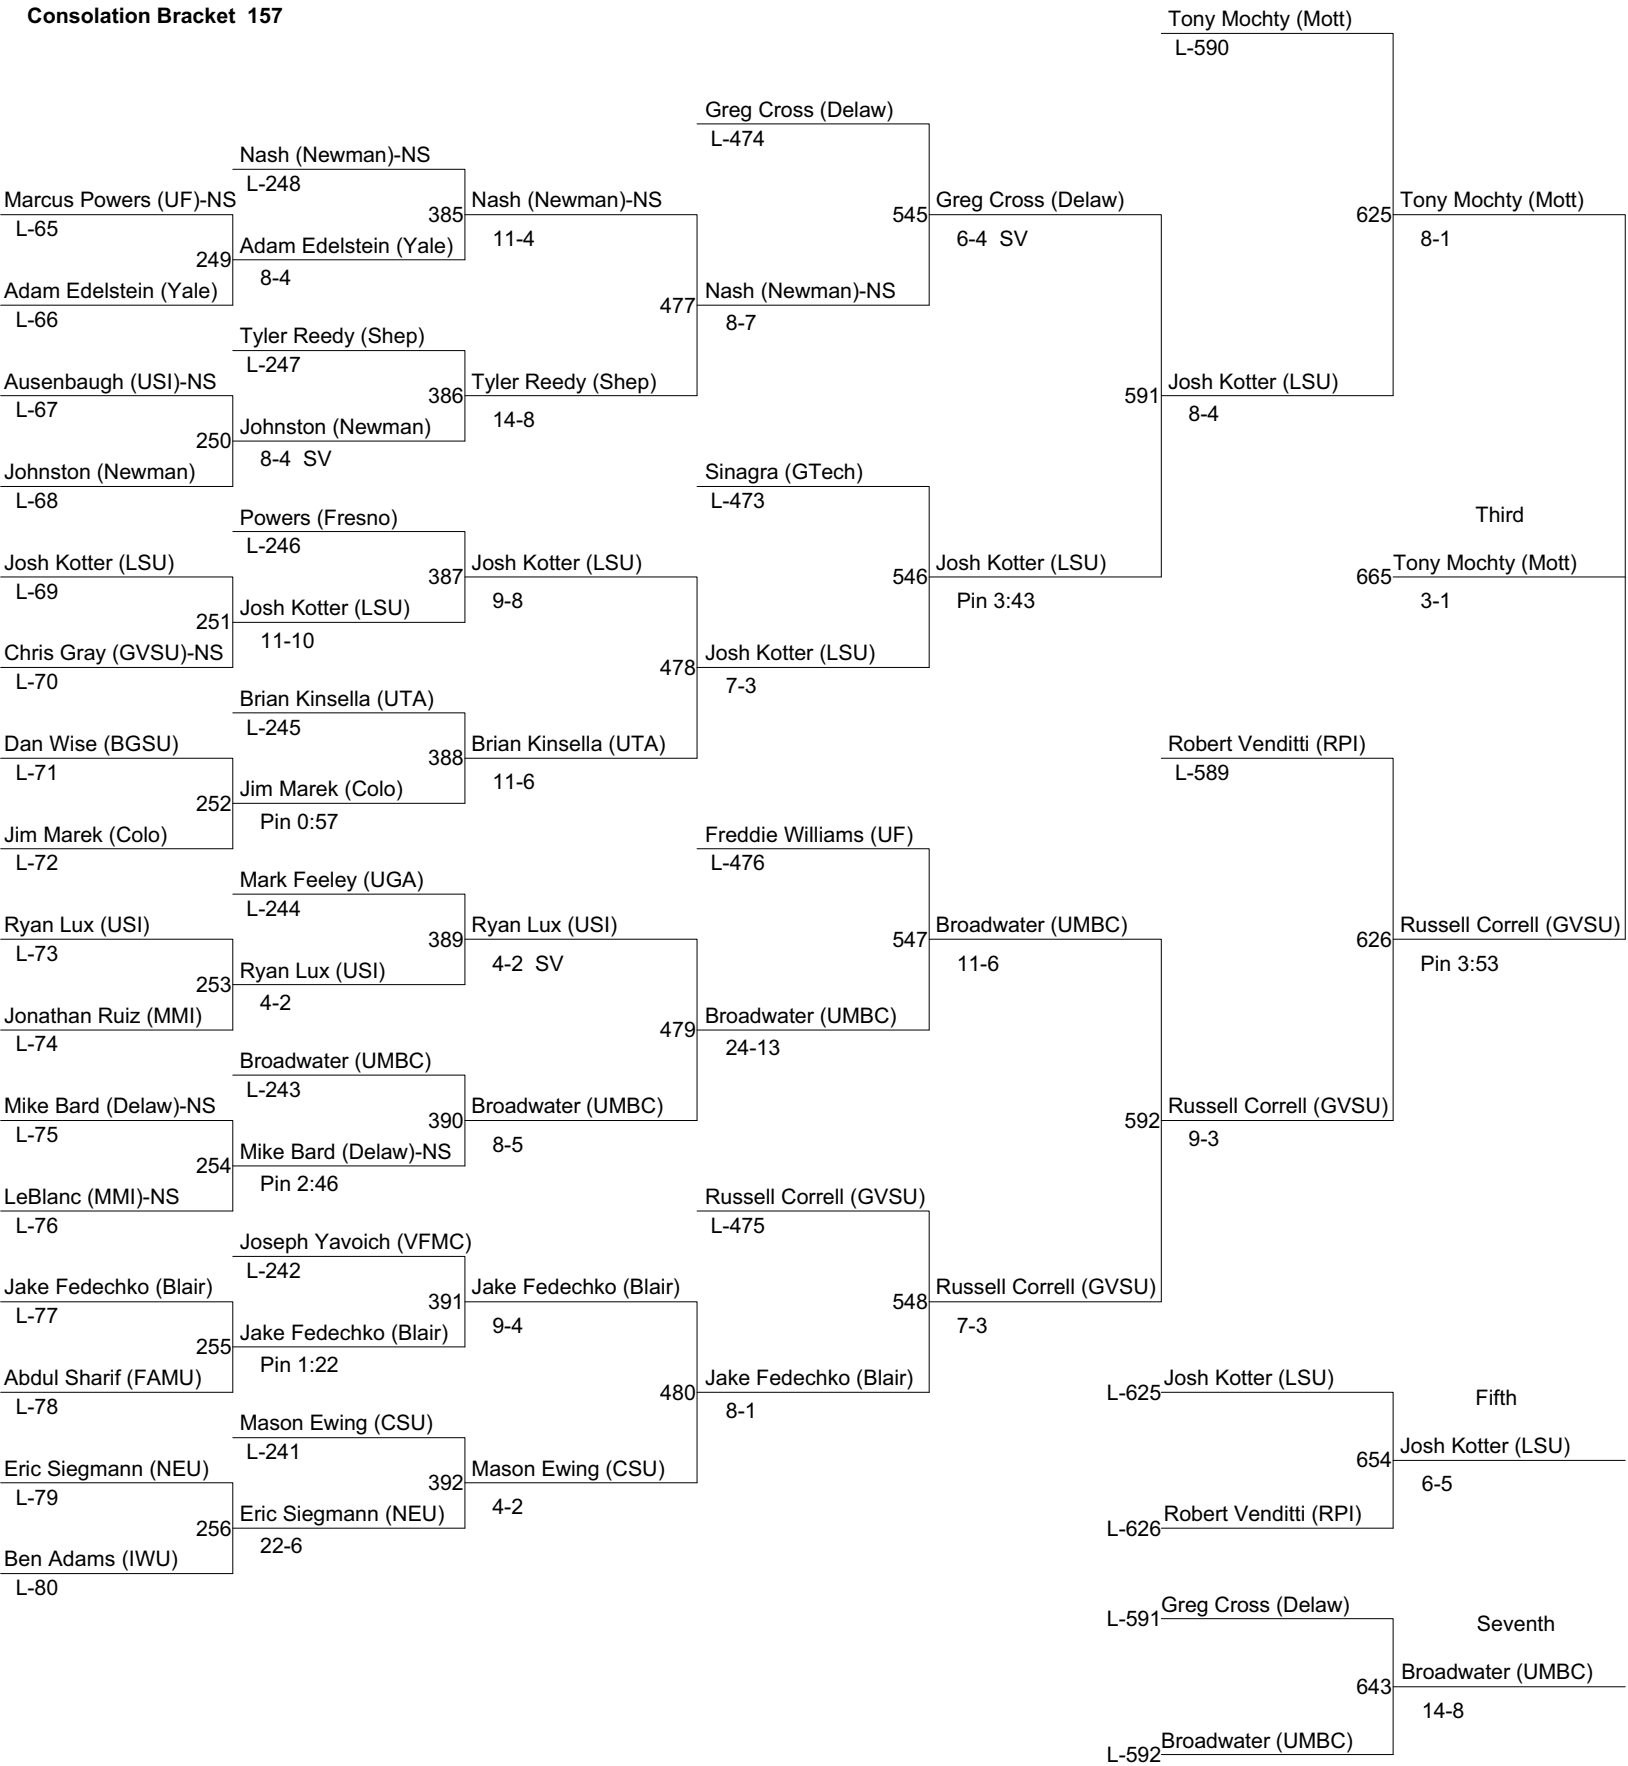 Consolation Bracket 157
Marcus Powers (UF)-NS
L-65
Adam Edelstein (Yale)
L-66
Ausenbaugh (USI)-NS
L-67
Johnston (Newman)
L-68
Josh Kotter (LSU)
L-69
Chris Gray (GVSU)-NS
L-70
Dan Wise (BGSU)
L-71
Jim Marek (Colo)
L-72
Ryan Lux (USI)
L-73
Jonathan Ruiz (MMI)
L-74
Mike Bard (Delaw)-NS
L-75
LeBlanc (MMI)-NS
L-76
Jake Fedechko (Blair)
L-77
Abdul Sharif (FAMU)
L-78
Eric Siegmann (NEU)
L-79
Ben Adams (IWU)
L-80
Nash (Newman)-NS
L-248
249 Adam Edelstein (Yale)
8-4
Tyler Reedy (Shep)
L-247
250 Johnston (Newman)
8-4 SV
Powers (Fresno)
L-246
251 Josh Kotter (LSU)
11-10
Brian Kinsella (UTA)
L-245
252 Jim Marek (Colo)
Pin 0:57
Mark Feeley (UGA)
L-244
253 Ryan Lux (USI)
4-2
Broadwater (UMBC)
L-243
254 Mike Bard (Delaw)-NS
Pin 2:46
Joseph Yavoich (VFMC)
L-242
255 Jake Fedechko (Blair)
Pin 1:22
Mason Ewing (CSU)
L-241
256 Eric Siegmann (NEU)
22-6
385 Nash (Newman)-NS
11-4
386 Tyler Reedy (Shep)
14-8
387 Josh Kotter (LSU)
9-8
388 Brian Kinsella (UTA)
11-6
389 Ryan Lux (USI)
4-2 SV
390 Broadwater (UMBC)
8-5
391 Jake Fedechko (Blair)
9-4
392 Mason Ewing (CSU)
4-2
Greg Cross (Delaw)
L-474
477 Nash (Newman)-NS
8-7
Sinagra (GTech)
L-473
478 Josh Kotter (LSU)
7-3
Freddie Williams (UF)
L-476
479 Broadwater (UMBC)
24-13
Russell Correll (GVSU)
L-475
480 Jake Fedechko (Blair)
8-1
545 Greg Cross (Delaw)
6-4 SV
546 Josh Kotter (LSU)
Pin 3:43
547 Broadwater (UMBC)
11-6
548 Russell Correll (GVSU)
7-3
Tony Mochty (Mott)
L-590
591 Josh Kotter (LSU)
8-4
Robert Venditti (RPI)
L-589
592 Russell Correll (GVSU)
9-3
625 Tony Mochty (Mott)
8-1
Third
665 Tony Mochty (Mott)
3-1
626 Russell Correll (GVSU)
Pin 3:53
L-625 Josh Kotter (LSU)
Fifth
654 Josh Kotter (LSU)
6-5
L-626 Robert Venditti (RPI)
L-591 Greg Cross (Delaw)
Seventh
643 Broadwater (UMBC)
14-8
L-592 Broadwater (UMBC)